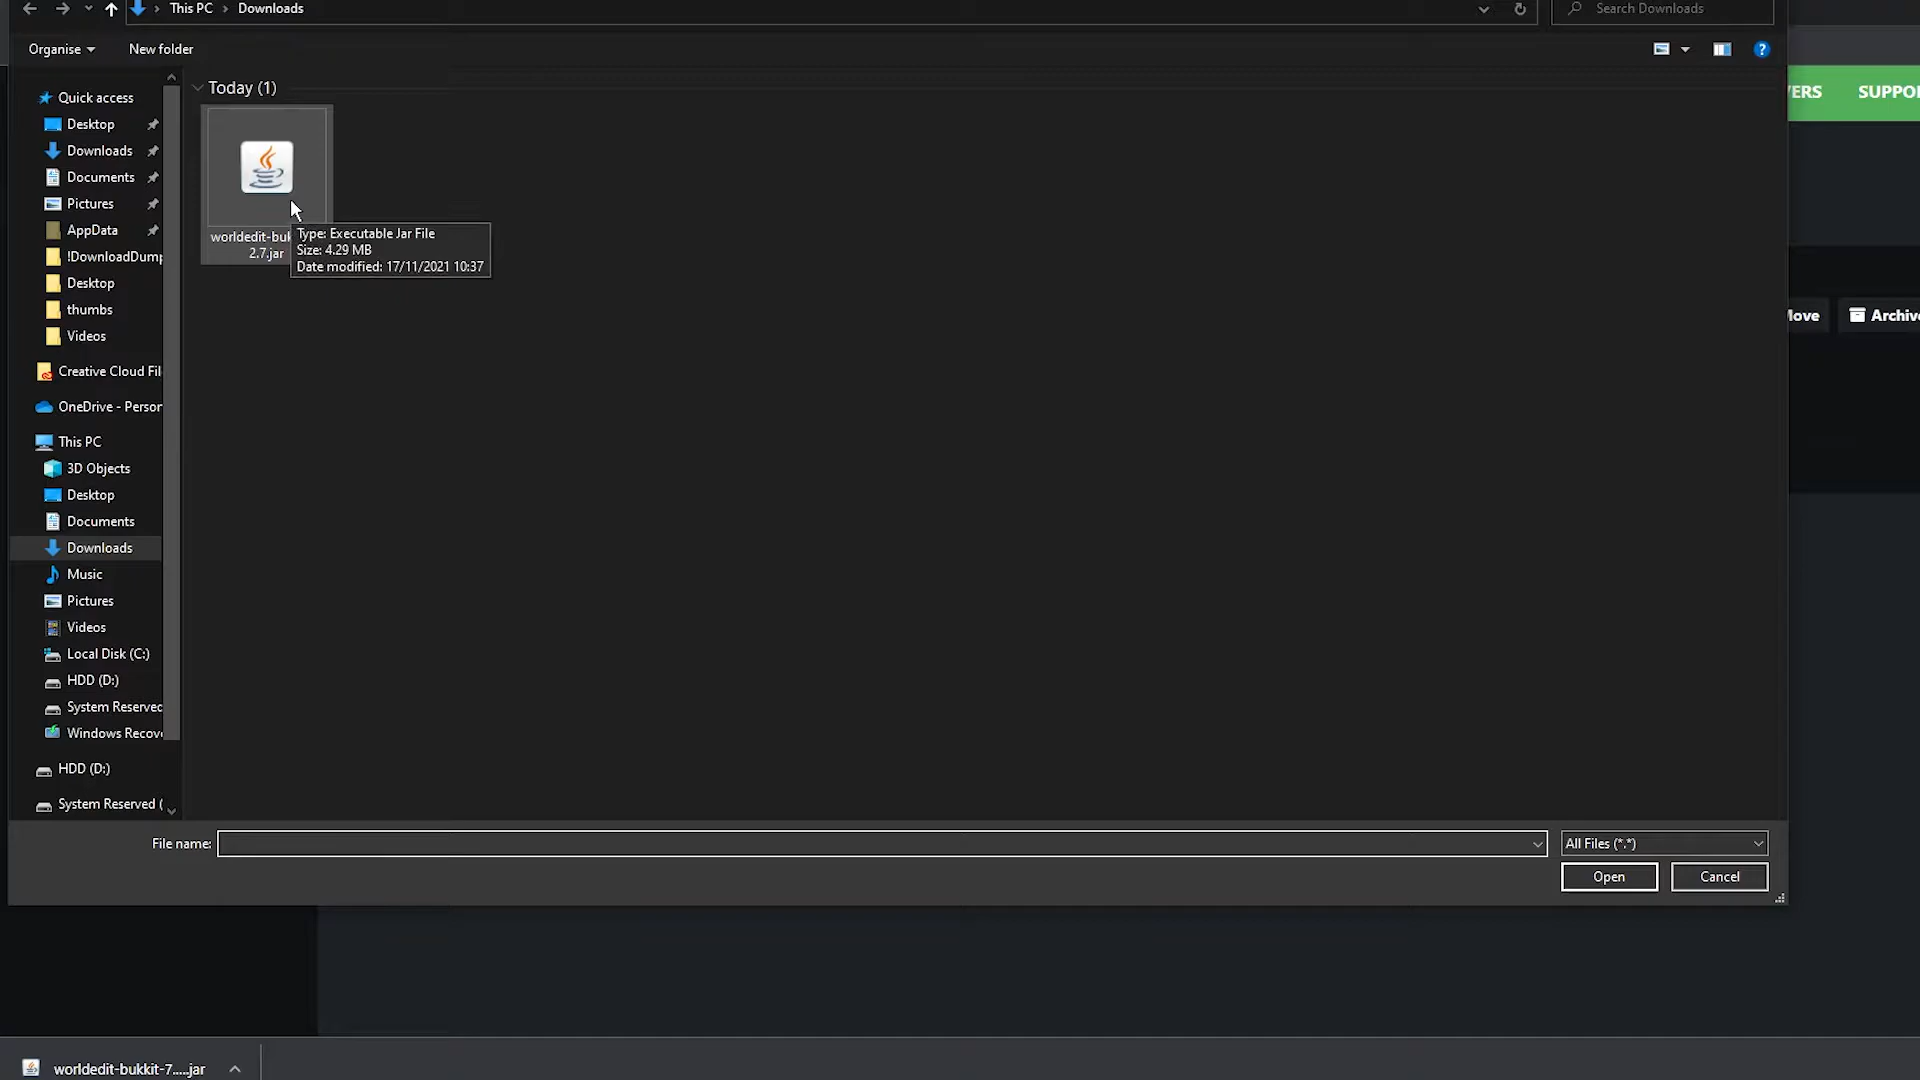 This PC > Downloads
Search Downloads
Organise
New folder
Today (1)
worldedit-buk
2.7.jar
Type: Executable Jar File
Size: 4.29 MB
Date modified: 17/11/2021 10:37
Quick access
Desktop
Downloads
Documents
Pictures
AppData
!DownloadDump
Desktop
thumbs
Videos
Creative Cloud Fil
OneDrive - Person
This PC
3D Objects
Desktop
Documents
Downloads
Music
Pictures
Videos
Local Disk (C:)
HDD (D:)
System Reserved
Windows Recov
HDD (D:)
System Reserved (
VERS
SUPPO
Move
Archive
File name:
All Files (*.*)
Open
Cancel
worldedit-bukkit-7.....jar